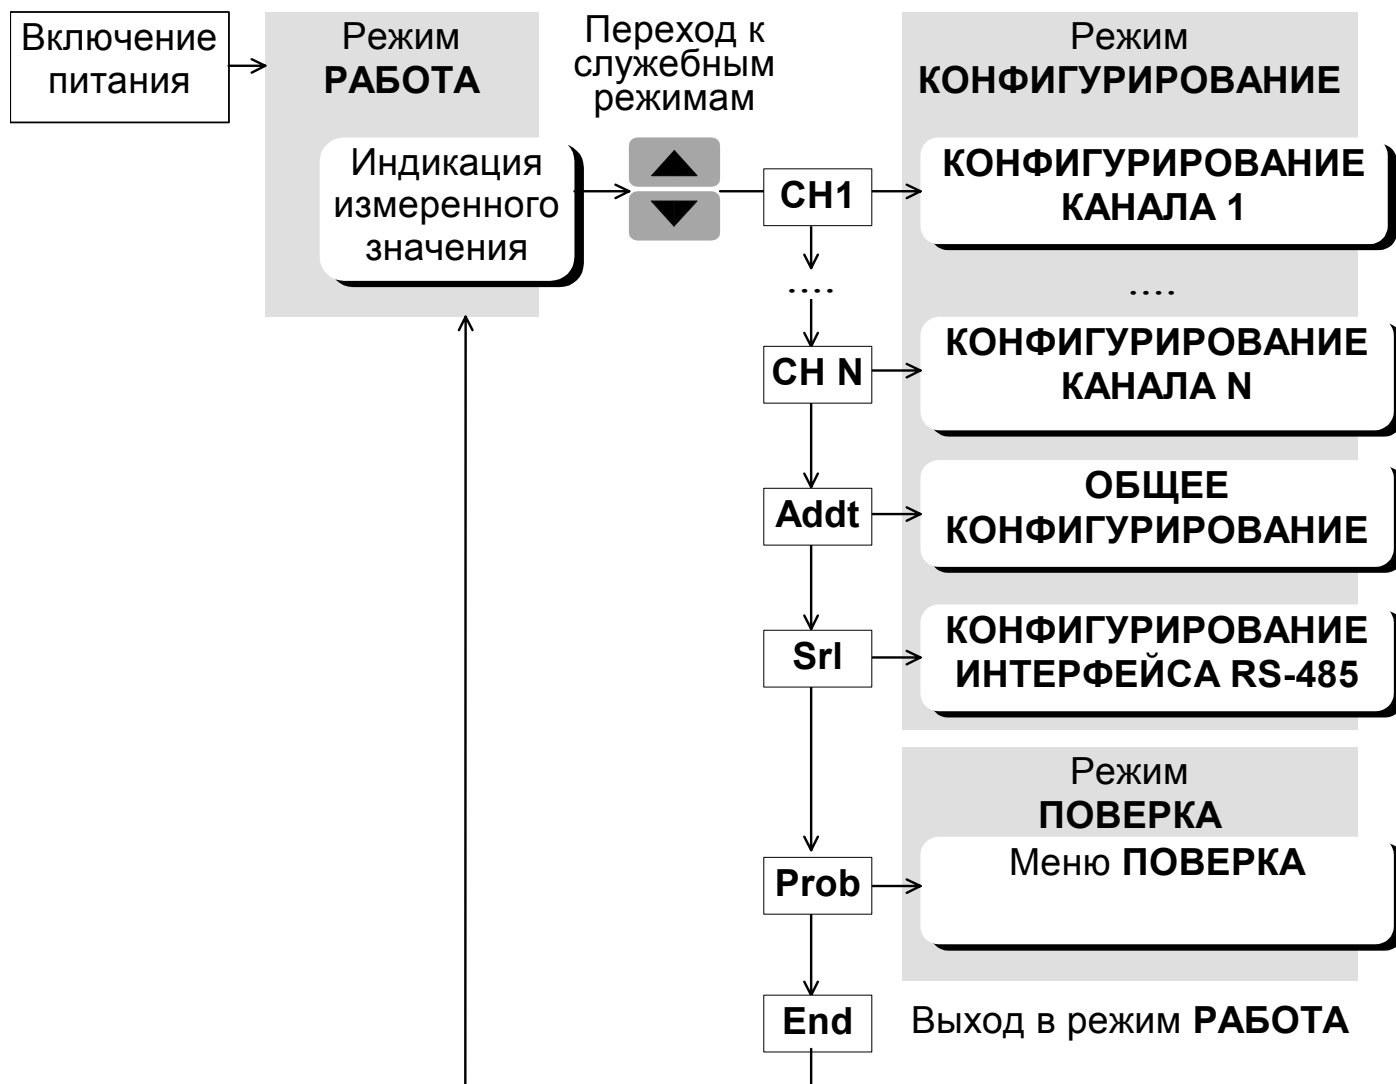 Включение
питания
Режим
РАБОТА
Индикация
измеренного
значения
Переход к
служебным
режимам
Режим
КОНФИГУРИРОВАНИЕ
CH1
КОНФИГУРИРОВАНИЕ
КАНАЛА 1
....
....
CH N
КОНФИГУРИРОВАНИЕ
КАНАЛА N
Addt
ОБЩЕЕ
КОНФИГУРИРОВАНИЕ
Srl
КОНФИГУРИРОВАНИЕ
ИНТЕРФЕЙСА RS-485
Режим
ПОВЕРКА
Prob
Меню ПОВЕРКА
End
Выход в режим РАБОТА